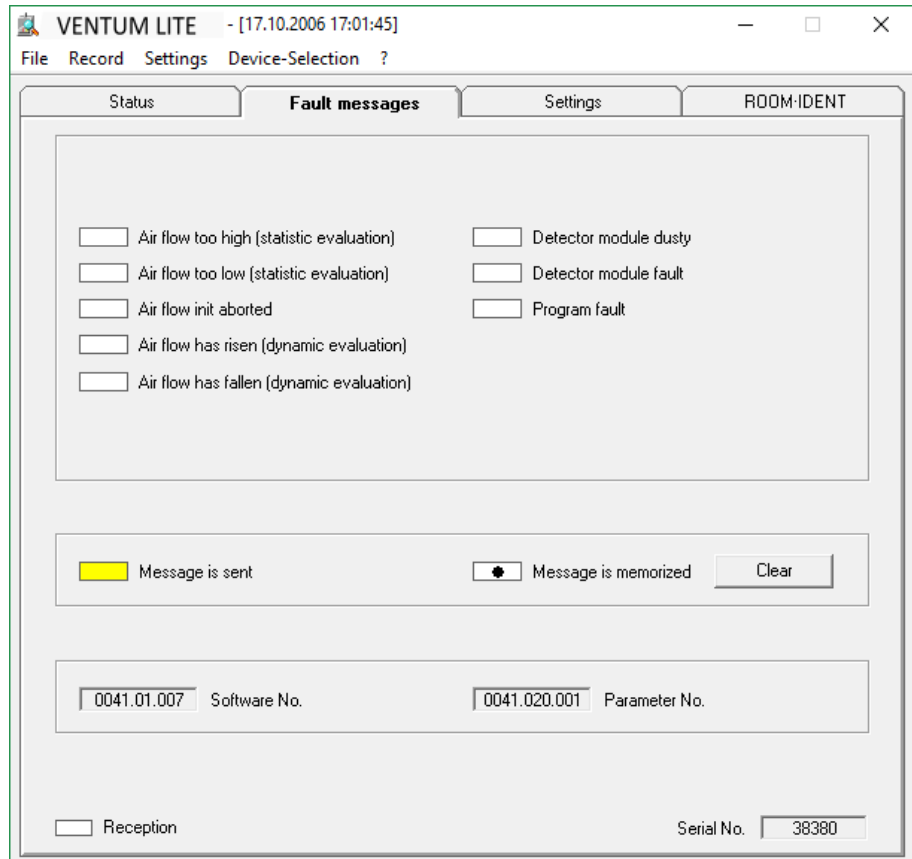 VENTUM LITE - [17.10.2006 17:01:45]
File Record Settings Device-Selection ?
Status Fault messages Settings ROOM·IDENT
Air flow too high (statistic evaluation) Detector module dusty
Air flow too low (statistic evaluation) Detector module fault
Air flow init aborted Program fault
Air flow has risen (dynamic evaluation)
Air flow has fallen (dynamic evaluation)
Message is sent Message is memorized Clear
0041.01.007 Software No. 0041.020.001 Parameter No.
Reception Serial No. 38380